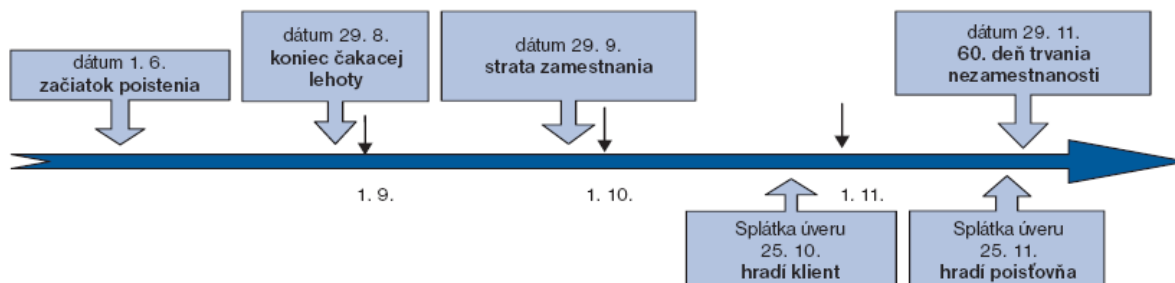 dátum 1. 6.
začiatok poistenia
dátum 29. 8.
koniec čakacej
lehoty
dátum 29. 9.
strata zamestnania
dátum 29. 11.
60. deň trvania
nezamestnanosti
1. 9.
1. 10.
1. 11.
Splátka úveru
25. 10.
hradí klient
Splátka úveru
25. 11.
hradí poisťovňa